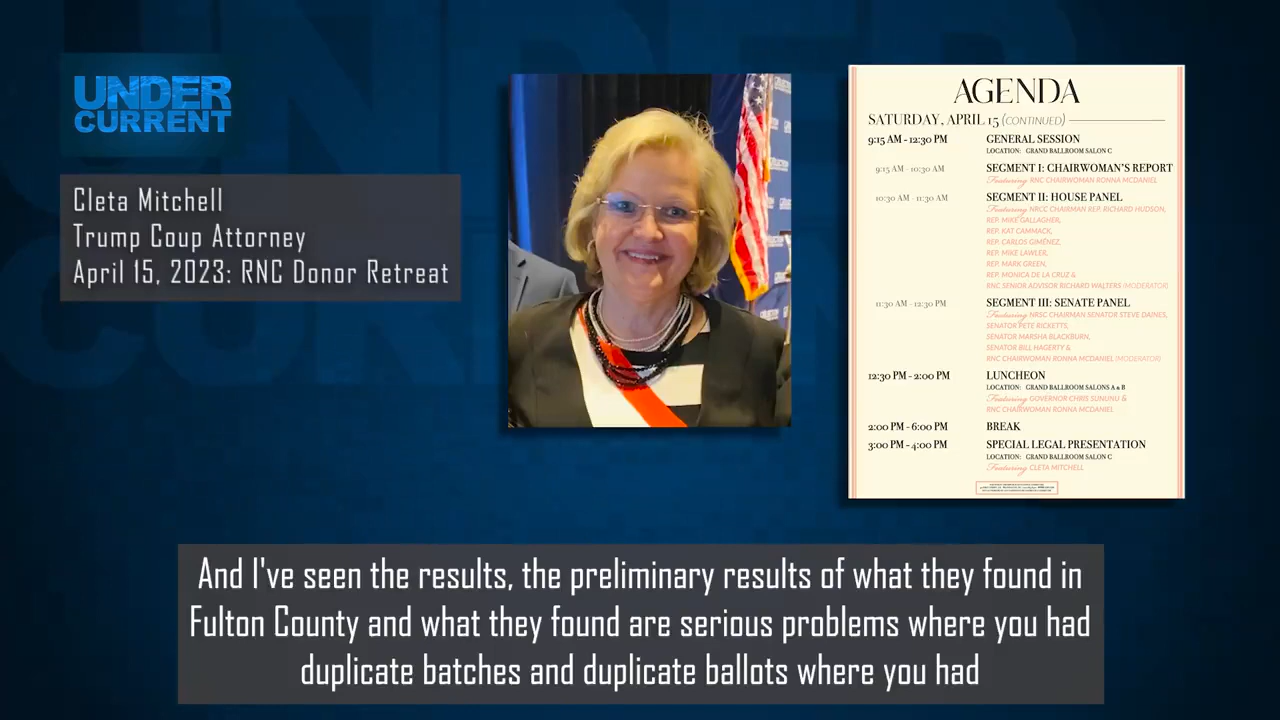 UNDER
CURRENT
Cleta Mitchell
Trump Coup Attorney
April 15, 2023: RNC Donor Retreat
AGENDA
SATURDAY, APRIL 15 (CONTINUED)
9:15 AM - 12:30 PM GENERAL SESSION
LOCATION: GRAND BALLROOM SALON C
9:15 AM - 10:30 AM SEGMENT I: CHAIRWOMAN'S REPORT
Featuring RNC CHAIRWOMAN RONNA MCDANIEL
10:30 AM - 11:30 AM SEGMENT II: HOUSE PANEL
Featuring NRCC CHAIRMAN REP. RICHARD HUDSON,
REP. MIKE GALLAGHER,
REP. KAT CAMMACK,
REP. CARLOS GIMÉNEZ,
REP. MIKE LAWLER,
REP. MARK GREEN,
REP. MONICA DE LA CRUZ &
RNC SENIOR ADVISOR RICHARD WALTERS (MODERATOR)
11:30 AM - 12:30 PM SEGMENT III: SENATE PANEL
Featuring NRSC CHAIRMAN SENATOR STEVE DAINES,
SENATOR PETE RICKETTS,
SENATOR MARSHA BLACKBURN,
SENATOR BILL HAGERTY &
RNC CHAIRWOMAN RONNA MCDANIEL (MODERATOR)
12:30 PM - 2:00 PM LUNCHEON
LOCATION: GRAND BALLROOM SALONS A & B
Featuring GOVERNOR CHRIS SUNUNU &
RNC CHAIRWOMAN RONNA MCDANIEL
2:00 PM - 6:00 PM BREAK
3:00 PM - 4:00 PM SPECIAL LEGAL PRESENTATION
LOCATION: GRAND BALLROOM SALON C
Featuring CLETA MITCHELL
And I've seen the results, the preliminary results of what they found in
Fulton County and what they found are serious problems where you had
duplicate batches and duplicate ballots where you had